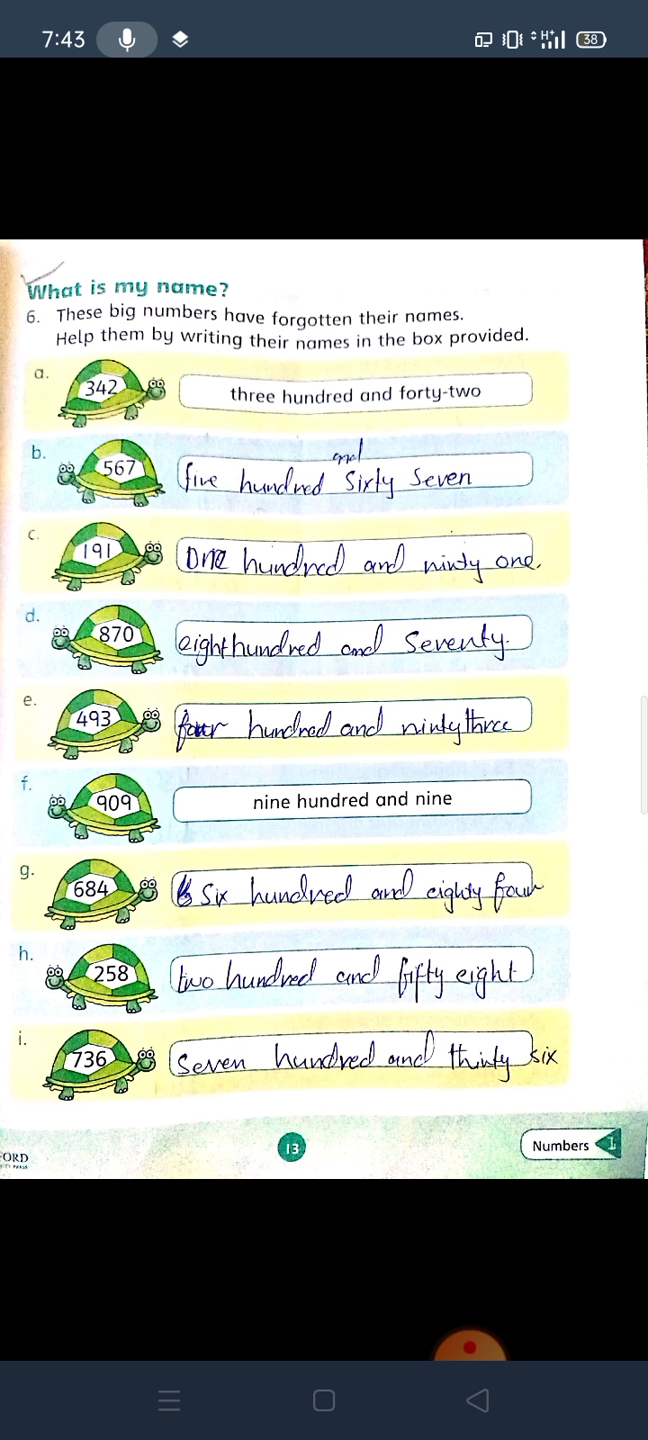 7:43
H+
38
What is my name?
6. These big numbers have forgotten their names.
Help them by writing their names in the box provided.
a. 342 three hundred and forty-two
and
b. 567 five hundred Sixty Seven
c. 191 One hundred and ninty one.
d. 870 eight hundred and Seventy.
e. 493 four hundred and ninty three
f. 909 nine hundred and nine
g. 684 Six hundred and eighty four
h. 258 two hundred and fifty eight
i. 736 Seven hundred and thirty six
ORD
13
Numbers 1